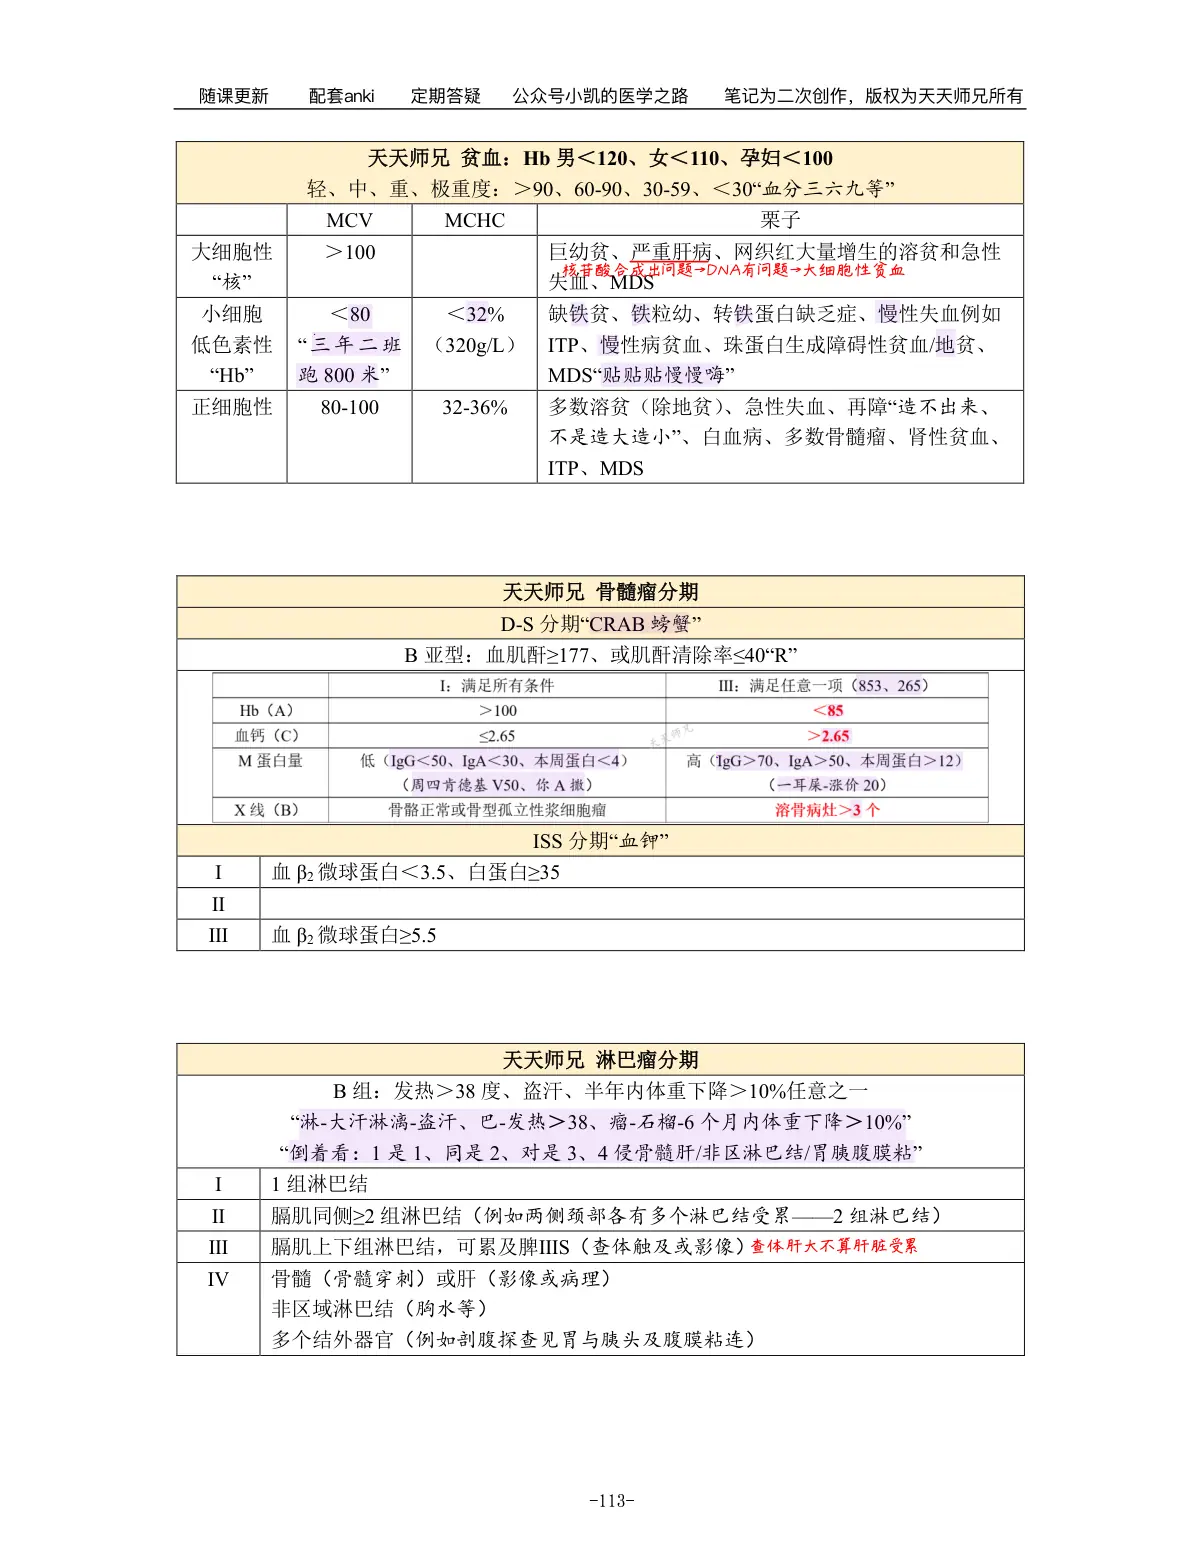 随课更新 配套anki 定期答疑 公众号小凯的医学之路 笔记为二次创作，版权为天天师兄所有
天天师兄 贫血：Hb 男＜120、女＜110、孕妇＜100
轻、中、重、极重度：＞90、60-90、30-59、＜30“血分三六九等”
MCV MCHC 栗子
大细胞性 ＞100 巨幼贫、严重肝病、网织红大量增生的溶贫和急性
核苷酸合成出问题→DNA有问题→大细胞性贫血
“核” 失血、MDS
小细胞 ＜80 ＜32% 缺铁贫、铁粒幼、转铁蛋白缺乏症、慢性失血例如
低色素性 “三年二班 （320g/L） ITP、慢性病贫血、珠蛋白生成障碍性贫血/地贫、
“Hb” 跑 800 米” MDS“贴贴贴慢慢嗨”
正细胞性 80-100 32-36% 多数溶贫（除地贫）、急性失血、再障“造不出来、
不是造大造小”、白血病、多数骨髓瘤、肾性贫血、
ITP、MDS
天天师兄 骨髓瘤分期
D-S 分期“CRAB 螃蟹”
B 亚型：血肌酐≥177、或肌酐清除率≤40“R”
I：满足所有条件 III：满足任意一项（853、265）
Hb（A） ＞100 ＜85
血钙（C） ≤2.65 ＞2.65
天天师兄
M 蛋白量 低（IgG＜50、IgA＜30、本周蛋白＜4） 高（IgG＞70、IgA＞50、本周蛋白＞12）
（周四肯德基 V50、你 A 撒） （一耳屎-涨价 20）
X 线（B） 骨骼正常或骨型孤立性浆细胞瘤 溶骨病灶＞3 个
ISS 分期“血钾”
I 血 β₂ 微球蛋白＜3.5、白蛋白≥35
II
III 血 β₂ 微球蛋白≥5.5
天天师兄 淋巴瘤分期
B 组：发热＞38 度、盗汗、半年内体重下降＞10%任意之一
“淋-大汗淋漓-盗汗、巴-发热＞38、瘤-石榴-6 个月内体重下降＞10%”
“倒着看：1 是 1、同是 2、对是 3、4 侵骨髓肝/非区淋巴结/胃胰腹膜粘”
I 1 组淋巴结
II 膈肌同侧≥2 组淋巴结（例如两侧颈部各有多个淋巴结受累——2 组淋巴结）
III 膈肌上下组淋巴结，可累及脾IIIS（查体触及或影像）查体肝大不算肝脏受累
IV 骨髓（骨髓穿刺）或肝（影像或病理）
非区域淋巴结（胸水等）
多个结外器官（例如剖腹探查见胃与胰头及腹膜粘连）
-113-